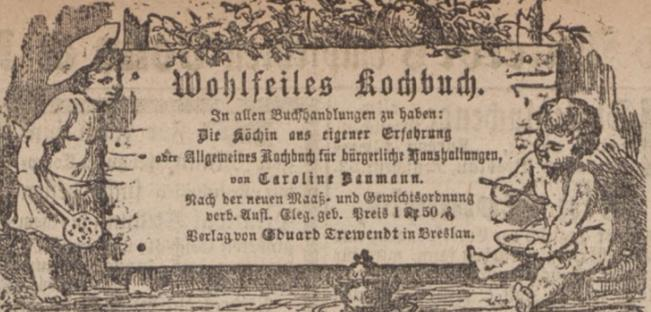 Wohlfeiles Kochbuch.
In allen Buchhandlungen zu haben:
Die Köchin aus eigener Erfahrung
oder Allgemeines Kochbuch für bürgerliche Haushaltungen,
von Caroline Baumann.
Nach der neuen Maaß- und Gewichtsordnung
verb. Aufl. Eleg. geb. Preis 1 Mk 50 ₰
Verlag von Eduard Trewendt in Breslau.